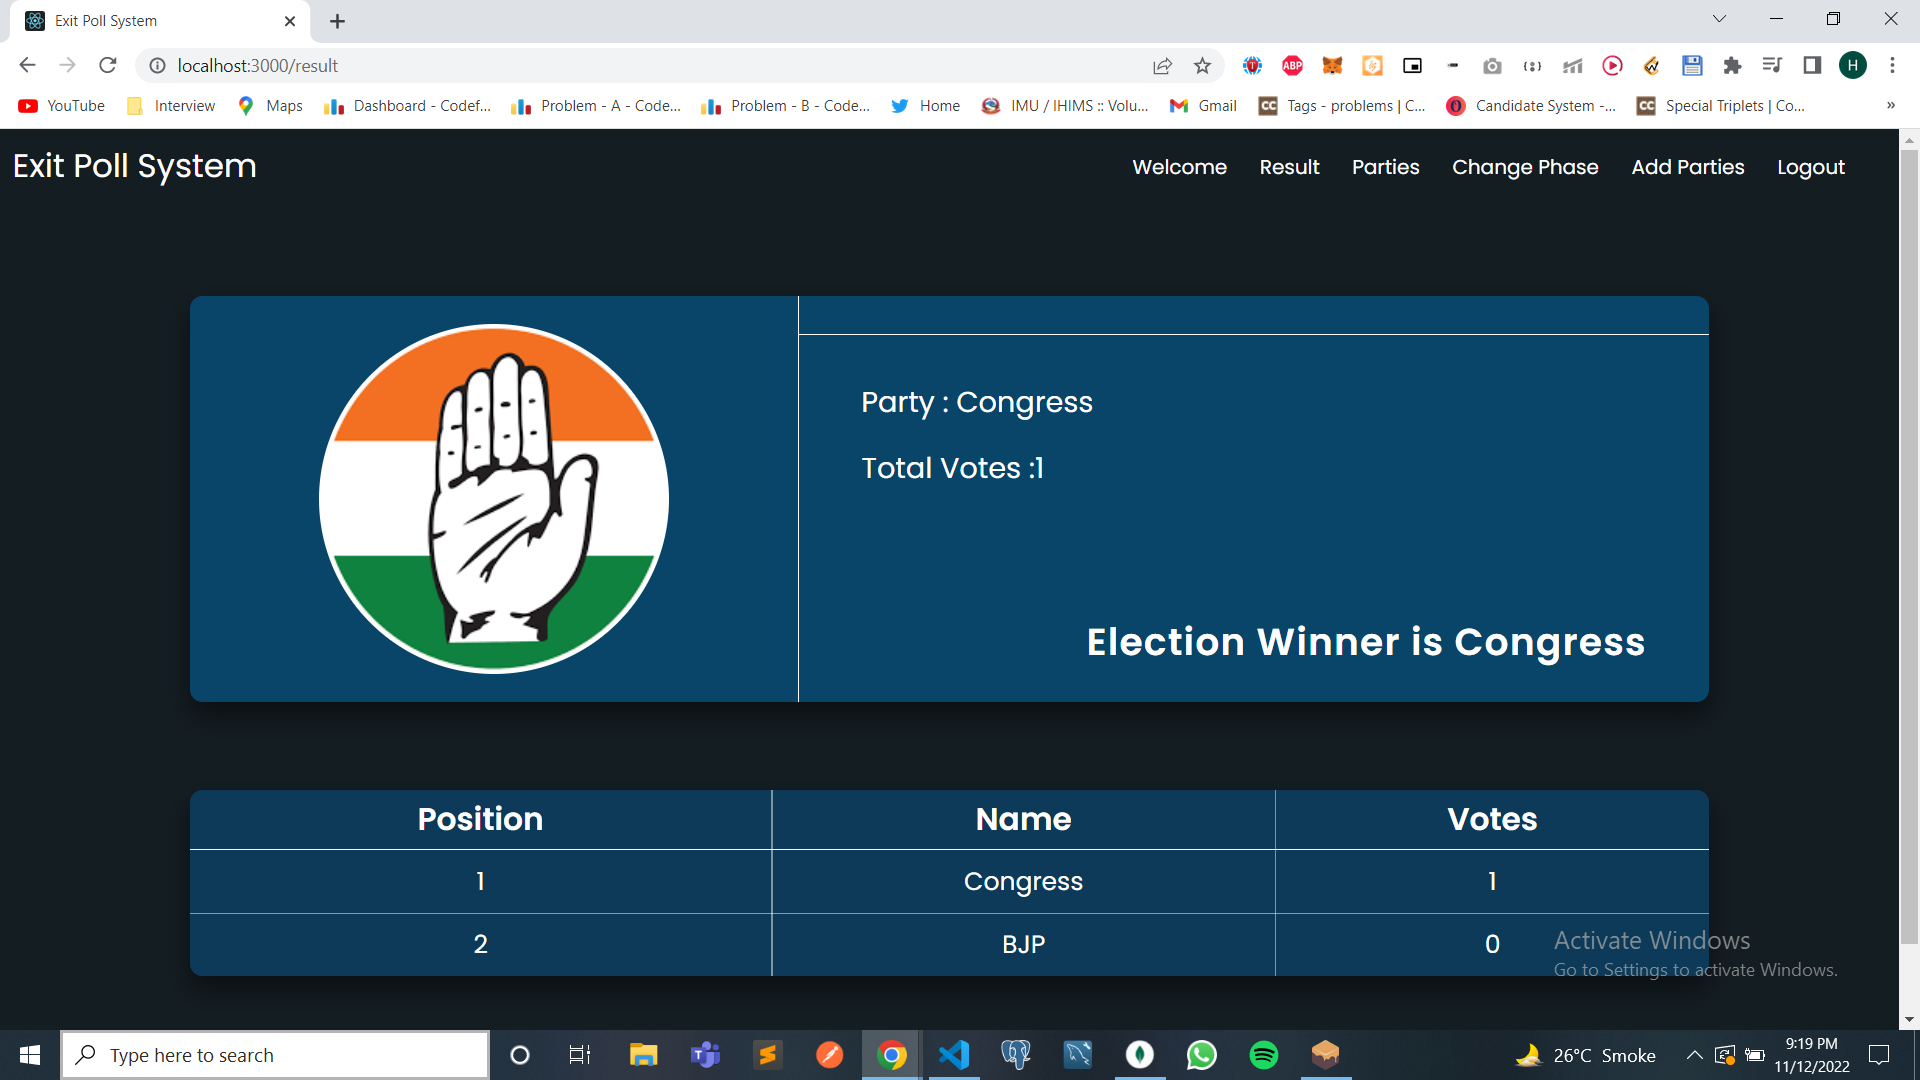 Exit Poll System
localhost:3000/result
ABP
H
YouTube
Interview
Maps
Dashboard - Codef...
Problem - A - Code...
Problem - B - Code...
Home
IMU / IHIMS :: Volu...
Gmail
CC
Tags - problems | C...
Candidate System -...
CC
Special Triplets | Co...
»
Exit Poll System
Welcome
Result
Parties
Change Phase
Add Parties
Logout
Party : Congress
Total Votes :1
Election Winner is Congress
Position Name Votes
1 Congress 1
2 BJP 0
Activate Windows
Go to Settings to activate Windows.
Type here to search
26°C Smoke
9:19 PM
11/12/2022